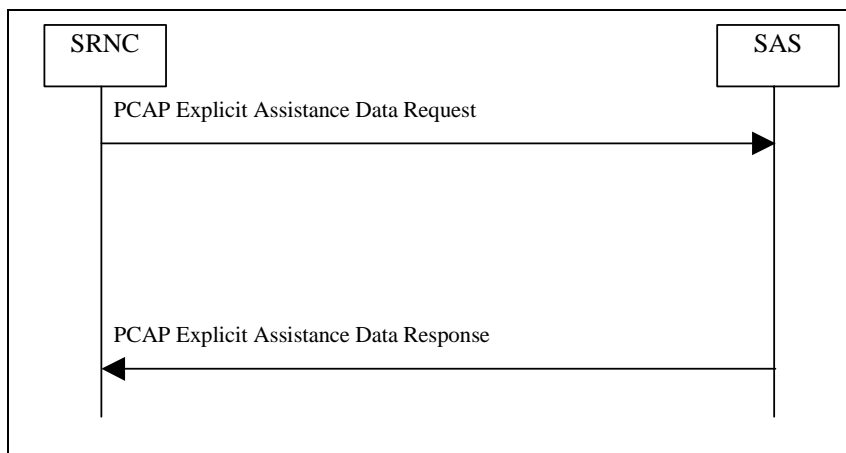 SRNC
SAS
PCAP Explicit Assistance Data Request
PCAP Explicit Assistance Data Response